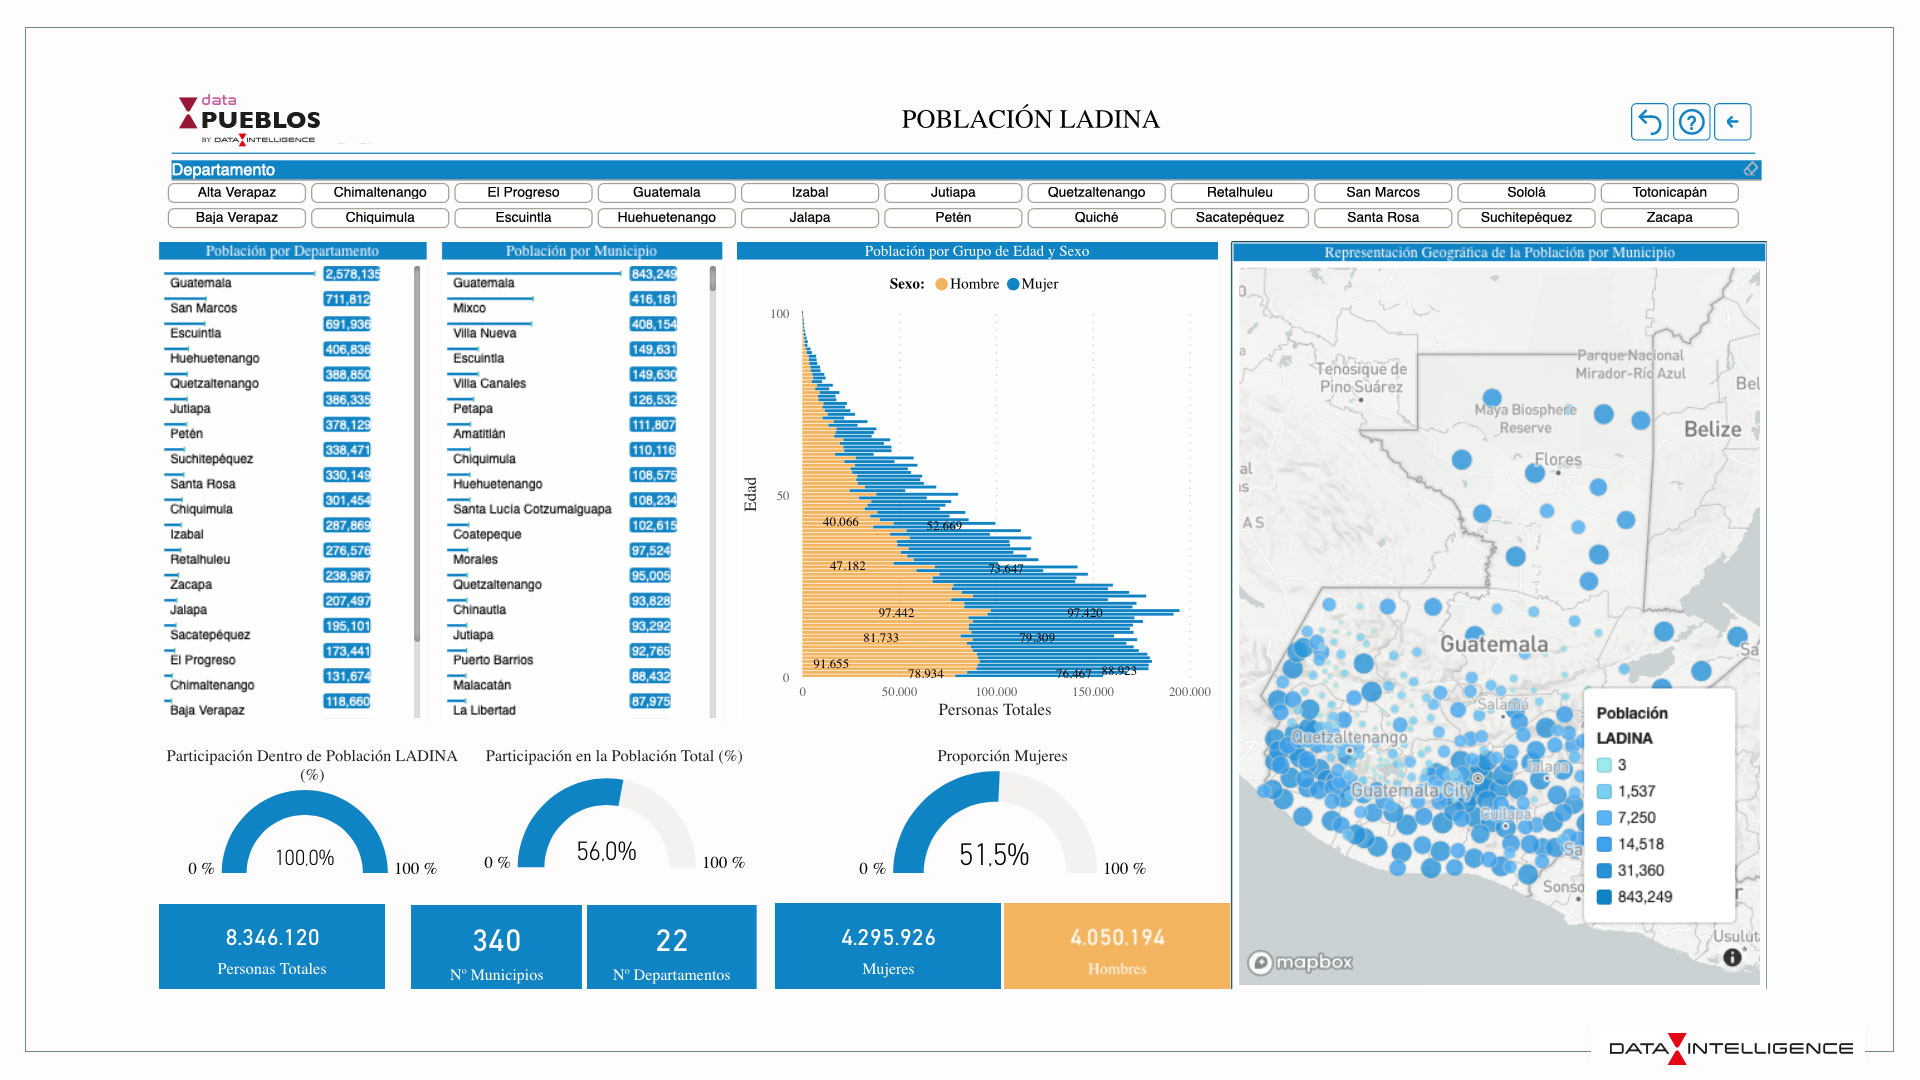 data
PUEBLOS
BY DATA INTELLIGENCE
POBLACIÓN LADINA
Departamento
Alta Verapaz
Chimaltenango
El Progreso
Guatemala
Izabal
Jutiapa
Quetzaltenango
Retalhuleu
San Marcos
Sololá
Totonicapán
Baja Verapaz
Chiquimula
Escuintla
Huehuetenango
Jalapa
Petén
Quiché
Sacatepéquez
Santa Rosa
Suchitepéquez
Zacapa
Población por Departamento
2,578,135
Guatemala
711,812
San Marcos
691,936
Escuintla
406,836
Huehuetenango
388,850
Quetzaltenango
386,335
Jutiapa
378,129
Petén
338,471
Suchitepéquez
330,149
Santa Rosa
301,454
Chiquimula
287,869
Izabal
276,576
Retalhuleu
238,987
Zacapa
207,497
Jalapa
195,101
Sacatepéquez
173,441
El Progreso
131,674
Chimaltenango
118,660
Baja Verapaz
Población por Municipio
843,249
Guatemala
416,181
Mixco
408,154
Villa Nueva
149,631
Escuintla
149,630
Villa Canales
126,532
Petapa
111,807
Amatitlán
110,116
Chiquimula
108,575
Huehuetenango
108,234
Santa Lucía Cotzumalguapa
102,615
Coatepeque
97,524
Morales
95,005
Quetzaltenango
93,828
Chinautla
93,292
Jutiapa
92,765
Puerto Barrios
88,432
Malacatán
87,975
La Libertad
Población por Grupo de Edad y Sexo
Sexo: Hombre Mujer
100
50
0
Edad
40.066 52.669
47.182 73.647
97.442 97.420
81.733 79.309
91.655
78.934 76.467 88.923
0 50.000 100.000 150.000 200.000
Personas Totales
Representación Geográfica de la Población por Municipio
Parque Nacional
Mirador-Río Azul
Tenosique de
Pino Suárez
Bel
Maya Biosphere
Reserve
Belize
Flores
al
as
A S
Guatemala
Sa
Salamá
Quetzaltenango
Jalapa
Guatemala City
Cuilapa
Sa
Sonso
Usulut
Población
LADINA
3
1,537
7,250
14,518
31,360
843,249
mapbox
Participación Dentro de Población LADINA
(%)
0 %
100,0%
100 %
Participación en la Población Total (%)
0 %
56,0%
100 %
Proporción Mujeres
0 %
51,5%
100 %
8.346.120
Personas Totales
340
Nº Municipios
22
Nº Departamentos
4.295.926
Mujeres
4.050.194
Hombres
DATA INTELLIGENCE